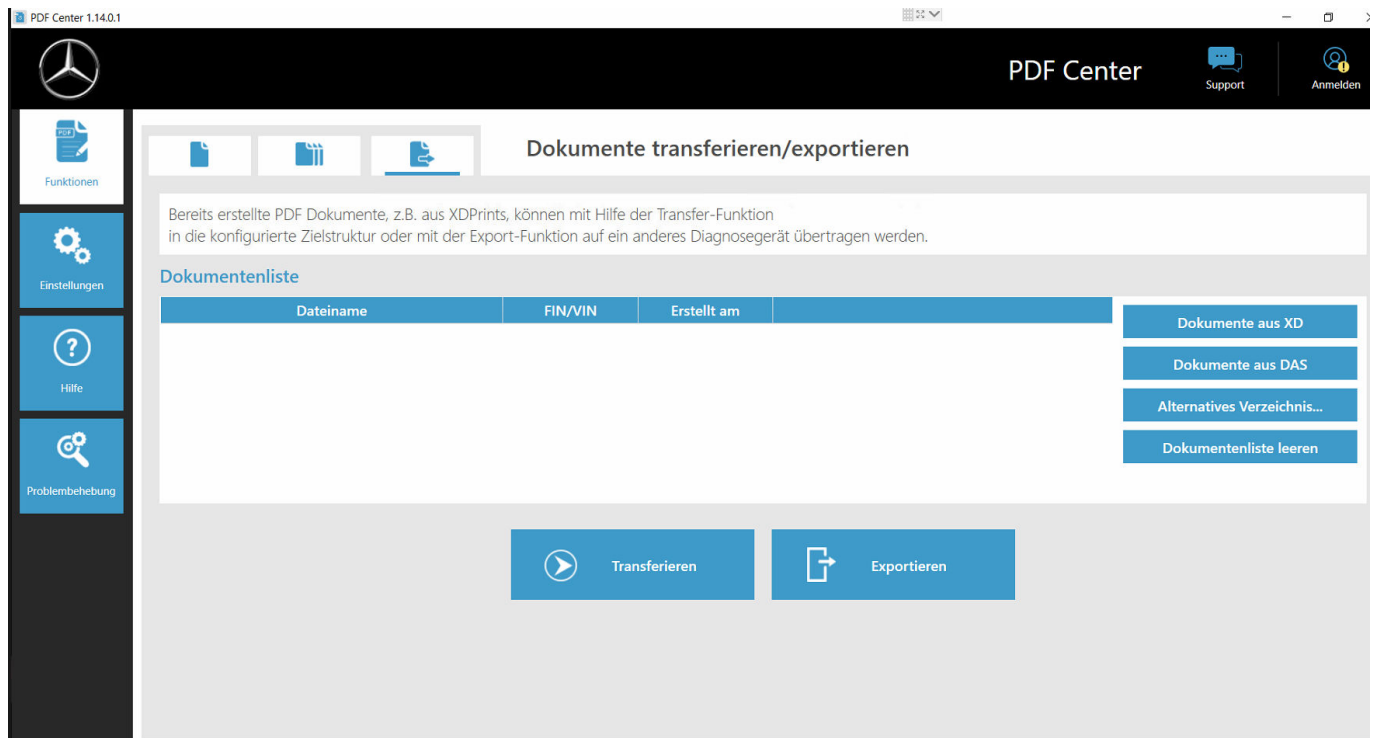 PDF Center 1.14.0.1
PDF Center
Support
Anmelden
PDF
Funktionen
Dokumente transferieren/exportieren
Bereits erstellte PDF Dokumente, z.B. aus XDPrints, können mit Hilfe der Transfer-Funktion
in die konfigurierte Zielstruktur oder mit der Export-Funktion auf ein anderes Diagnosegerät übertragen werden.
Einstellungen
Dokumentenliste
Dateiname FIN/VIN Erstellt am
Dokumente aus XD
Dokumente aus DAS
Alternatives Verzeichnis...
Dokumentenliste leeren
Hilfe
Problembehebung
Transferieren
Exportieren